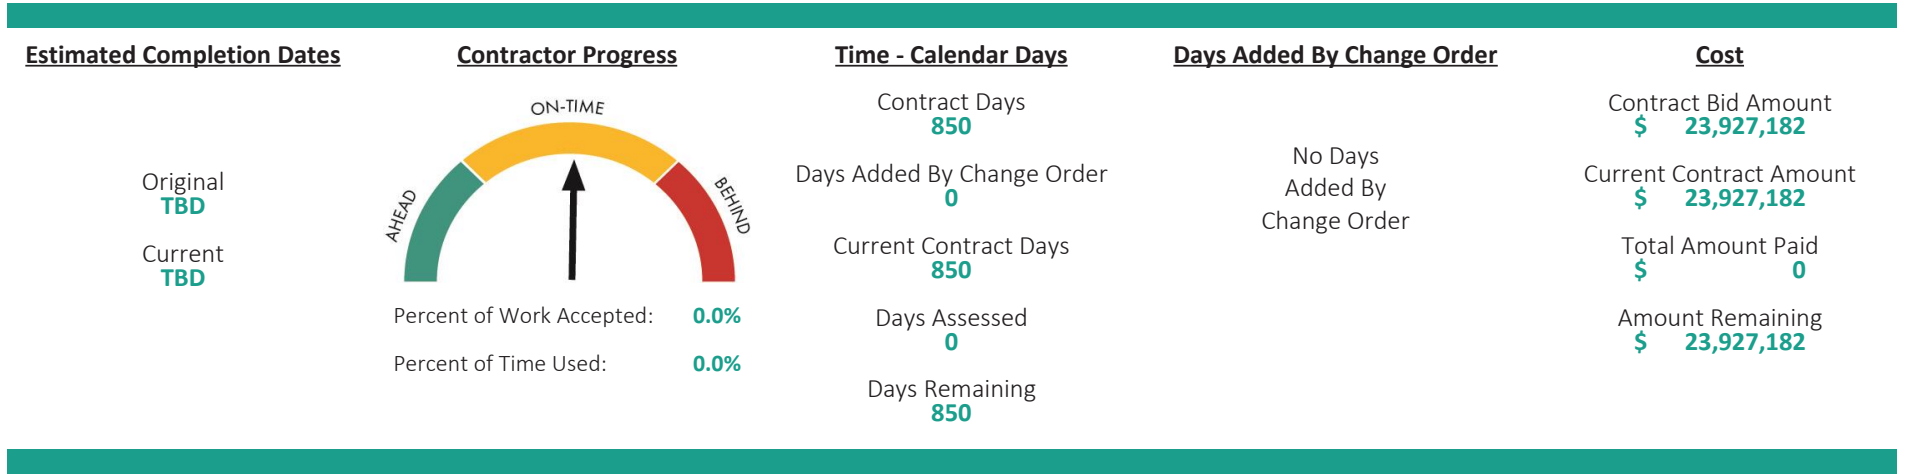 Estimated Completion Dates
Original
TBD
Current
TBD
Contractor Progress
ON-TIME
AHEAD
BEHIND
Percent of Work Accepted: 0.0%
Percent of Time Used: 0.0%
Time - Calendar Days
Contract Days
850
Days Added By Change Order
0
Current Contract Days
850
Days Assessed
0
Days Remaining
850
Days Added By Change Order
No Days
Added By
Change Order
Cost
Contract Bid Amount
$ 23,927,182
Current Contract Amount
$ 23,927,182
Total Amount Paid
$ 0
Amount Remaining
$ 23,927,182